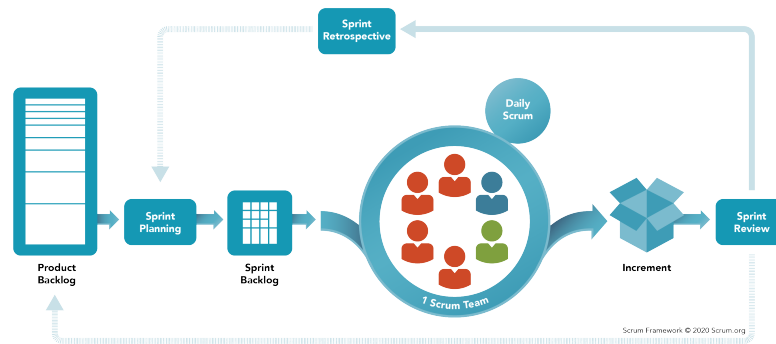 Sprint
Retrospective
Daily
Scrum
Sprint
Planning
Sprint
Review
Product
Backlog
Sprint
Backlog
1 Scrum Team
Increment
Scrum Framework © 2020 Scrum.org